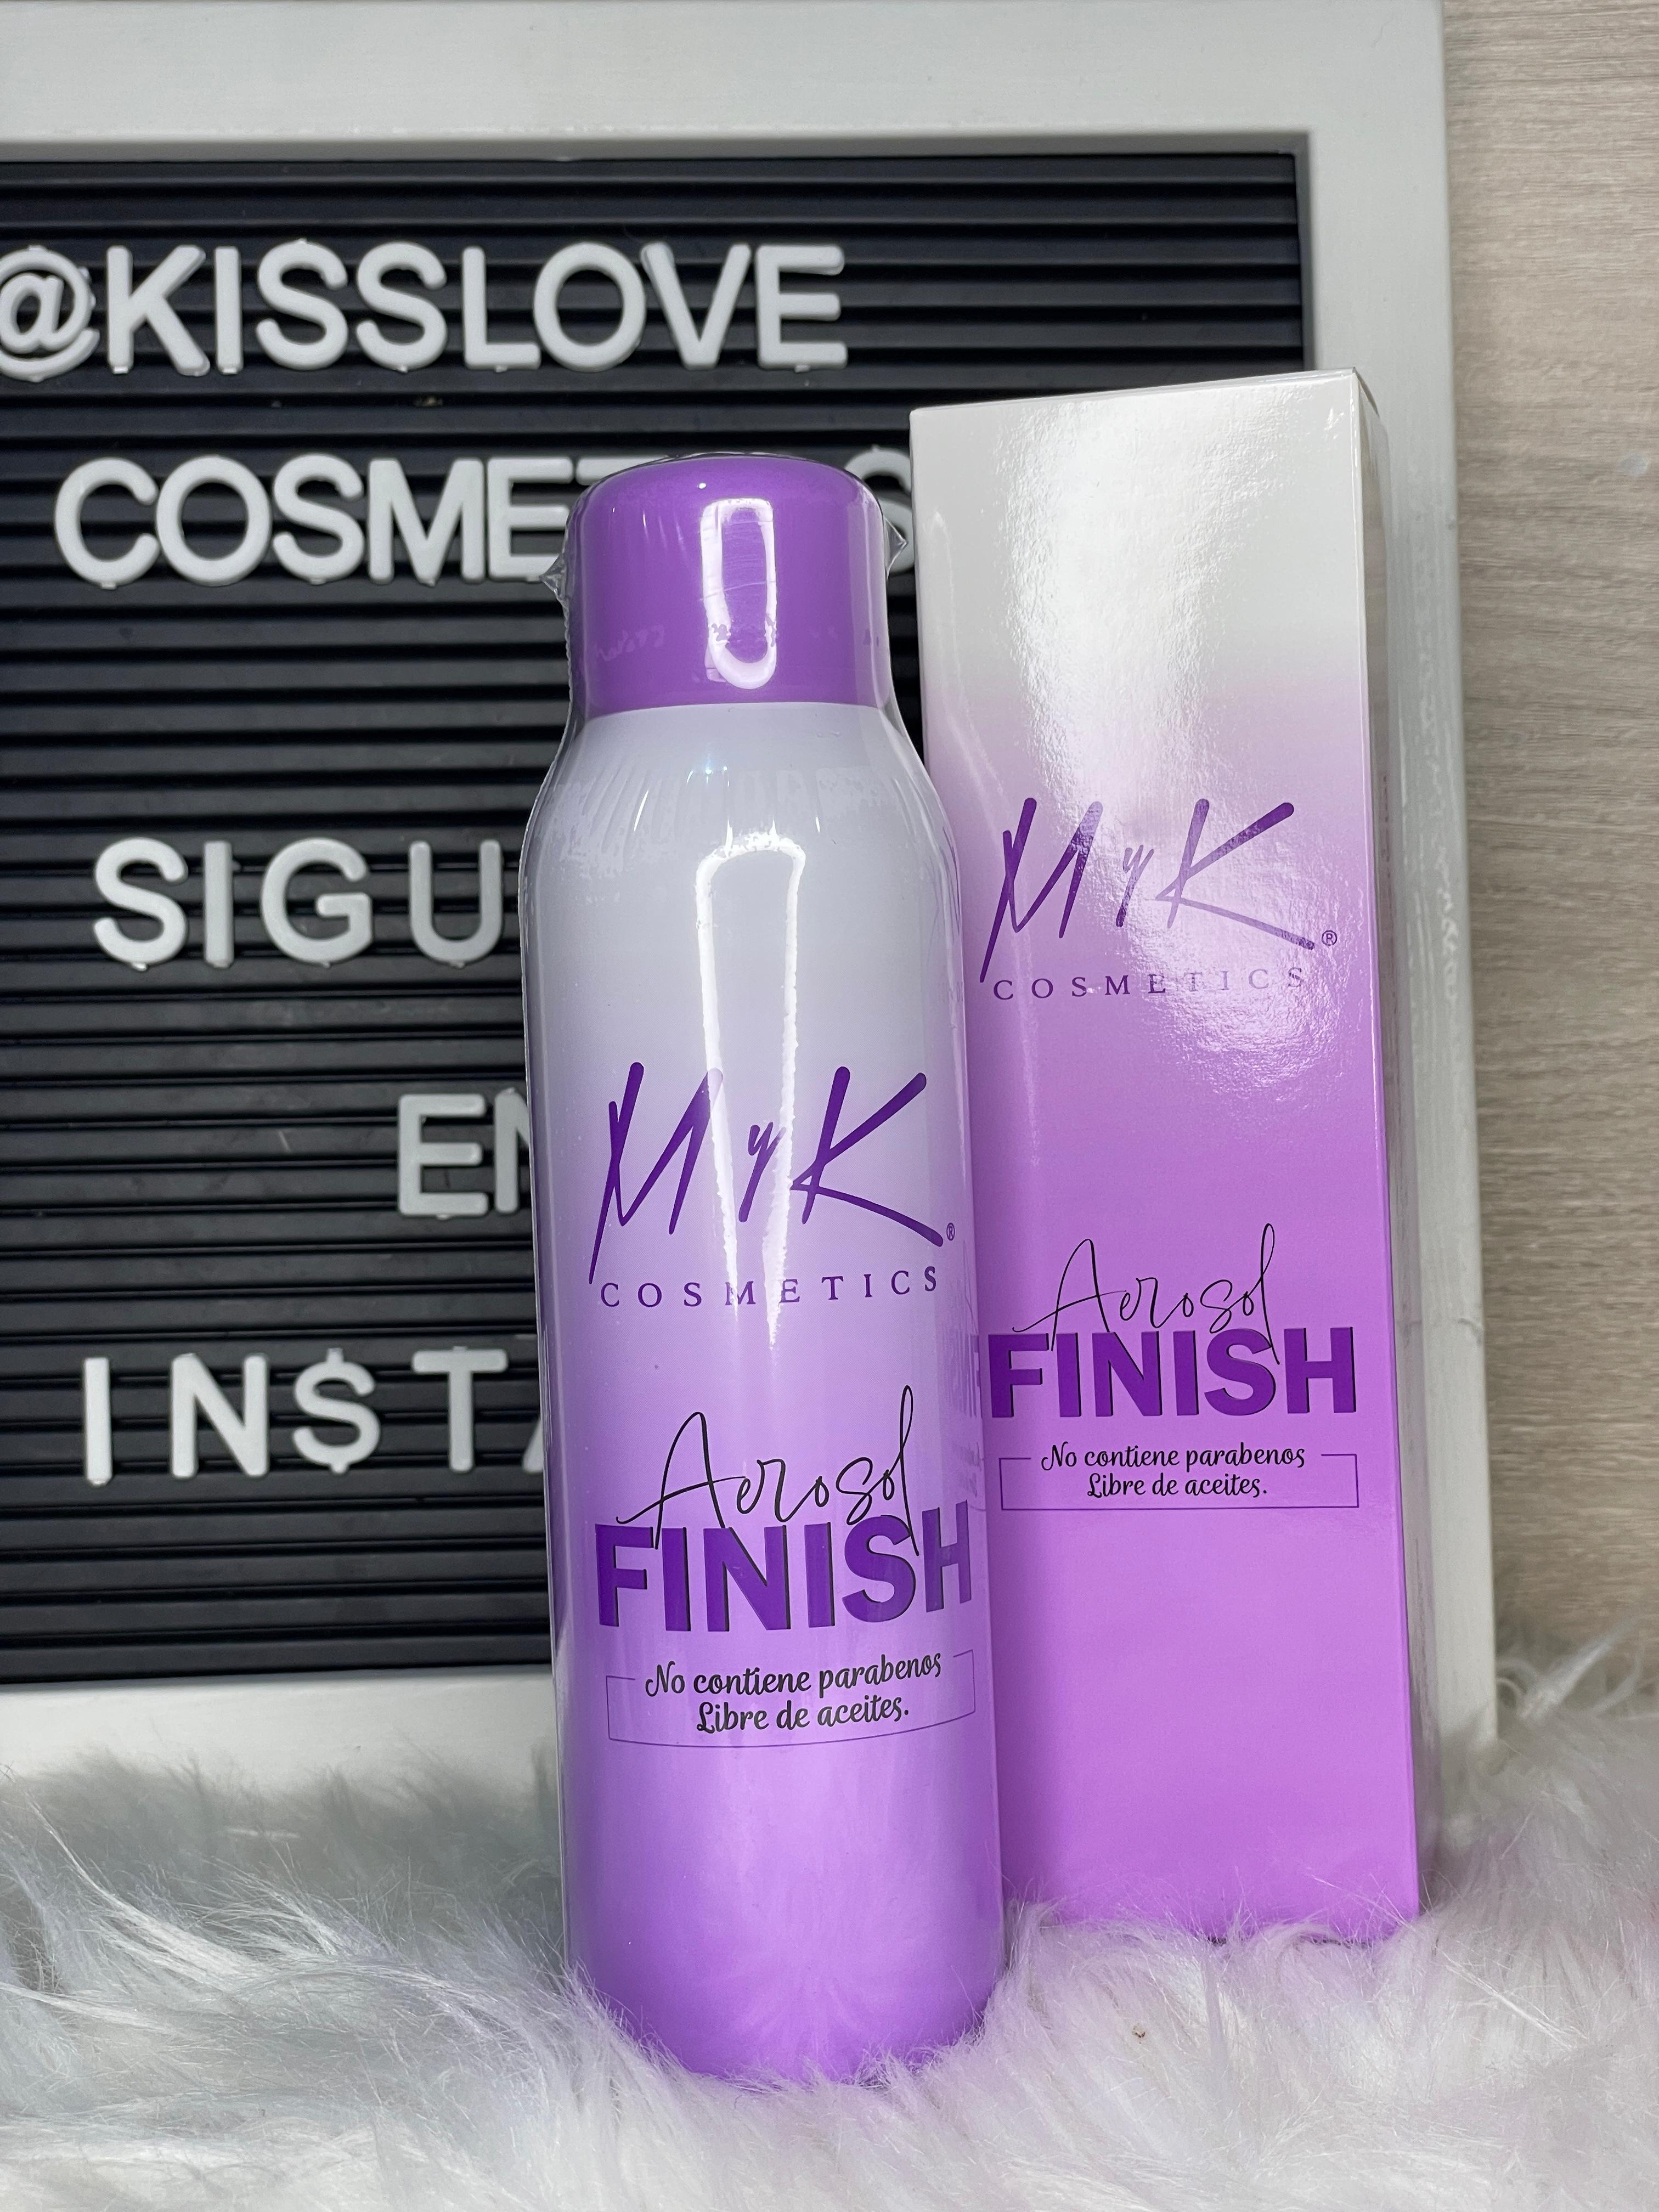 @KISSLOVE
COSME
SIGU
EN
IN$TA
MyK®
COSMETICS
Aerosol
FINISH
No contiene parabenos
Libre de aceites.
MyK®
COSMETICS
Aerosol
FINISH
No contiene parabenos
Libre de aceites.